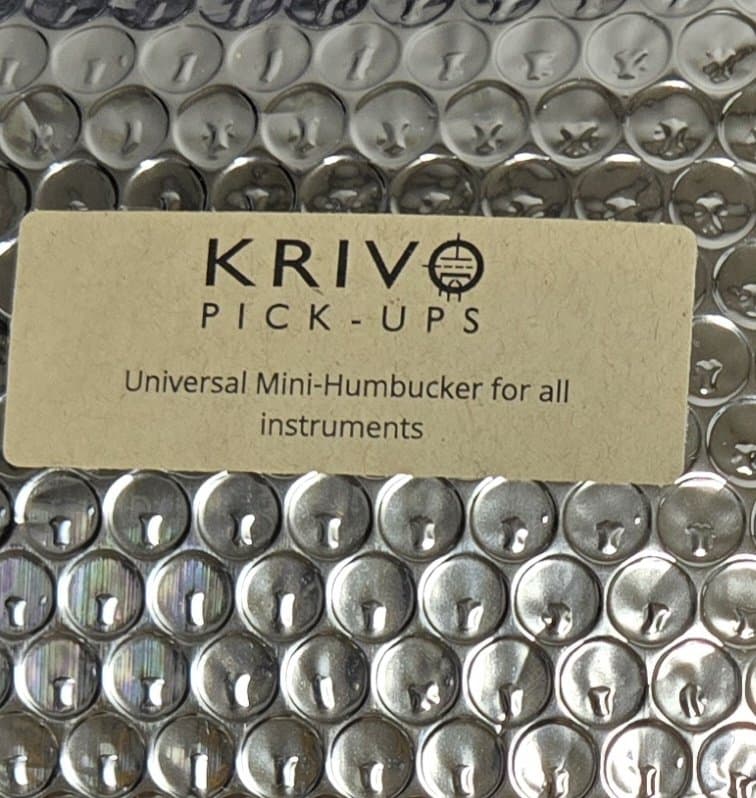 KRIVO
PICK-UPS
Universal Mini-Humbucker for all
instruments